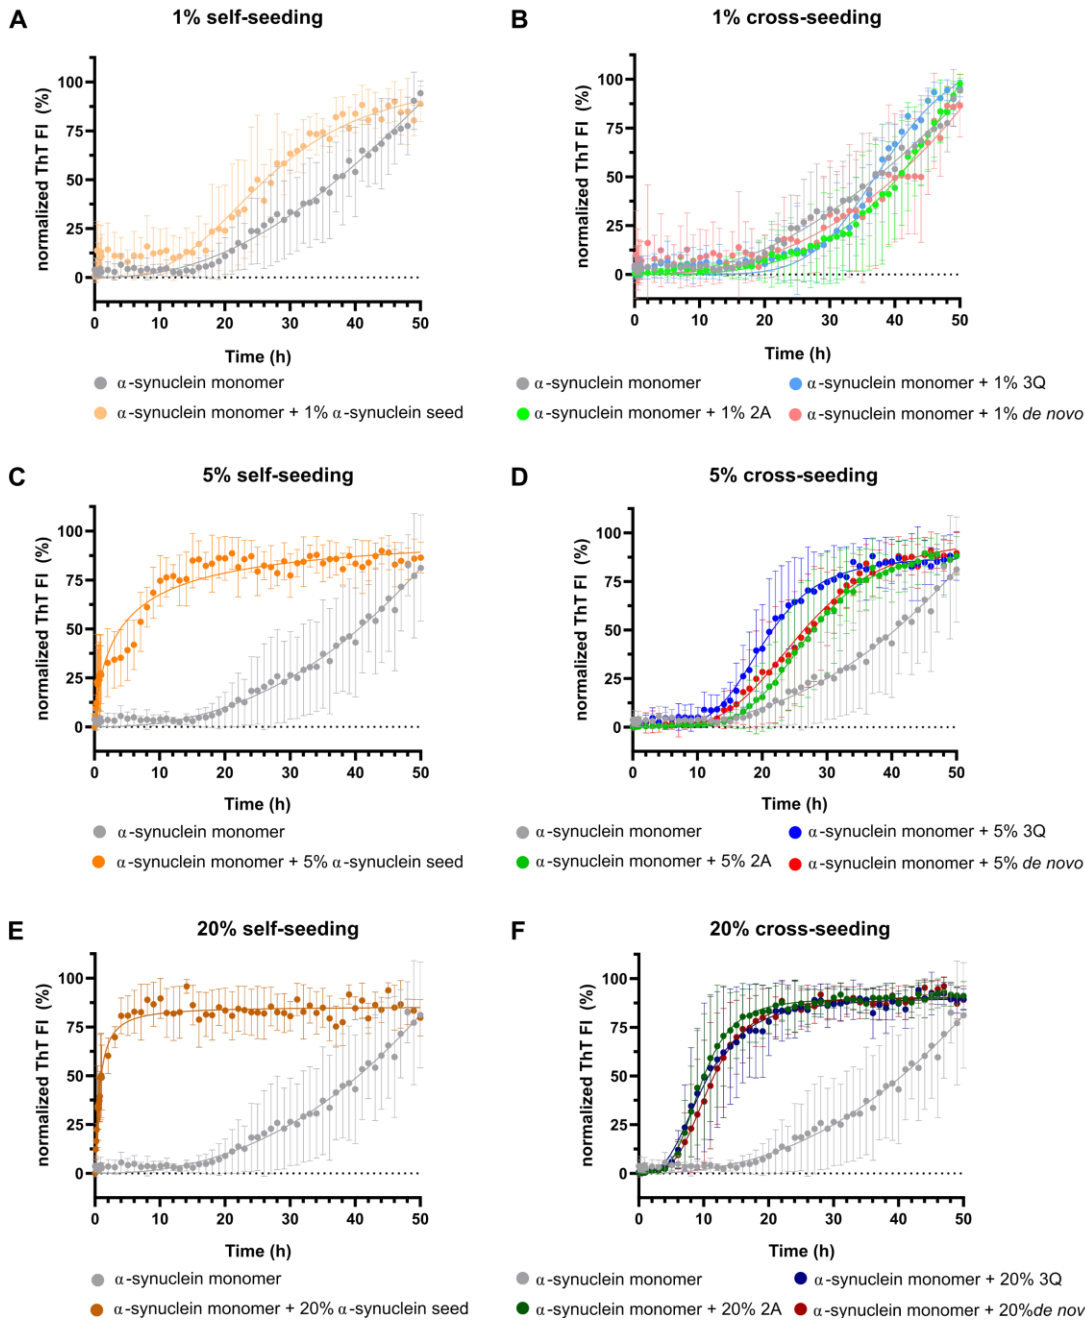 A 1% self-seeding
normalized ThT FI (%)
100
75
50
25
0
0 10 20 30 40 50
Time (h)
α-synuclein monomer
α-synuclein monomer + 1% α-synuclein seed
B 1% cross-seeding
normalized ThT FI (%)
100
75
50
25
0
0 10 20 30 40 50
Time (h)
α-synuclein monomer
α-synuclein monomer + 1% 3Q
α-synuclein monomer + 1% 2A
α-synuclein monomer + 1% de novo
C 5% self-seeding
normalized ThT FI (%)
100
75
50
25
0
0 10 20 30 40 50
Time (h)
α-synuclein monomer
α-synuclein monomer + 5% α-synuclein seed
D 5% cross-seeding
normalized ThT FI (%)
100
75
50
25
0
0 10 20 30 40 50
Time (h)
α-synuclein monomer
α-synuclein monomer + 5% 3Q
α-synuclein monomer + 5% 2A
α-synuclein monomer + 5% de novo
E 20% self-seeding
normalized ThT FI (%)
100
75
50
25
0
0 10 20 30 40 50
Time (h)
α-synuclein monomer
α-synuclein monomer + 20% α-synuclein seed
F 20% cross-seeding
normalized ThT FI (%)
100
75
50
25
0
0 10 20 30 40 50
Time (h)
α-synuclein monomer
α-synuclein monomer + 20% 3Q
α-synuclein monomer + 20% 2A
α-synuclein monomer + 20%de nov